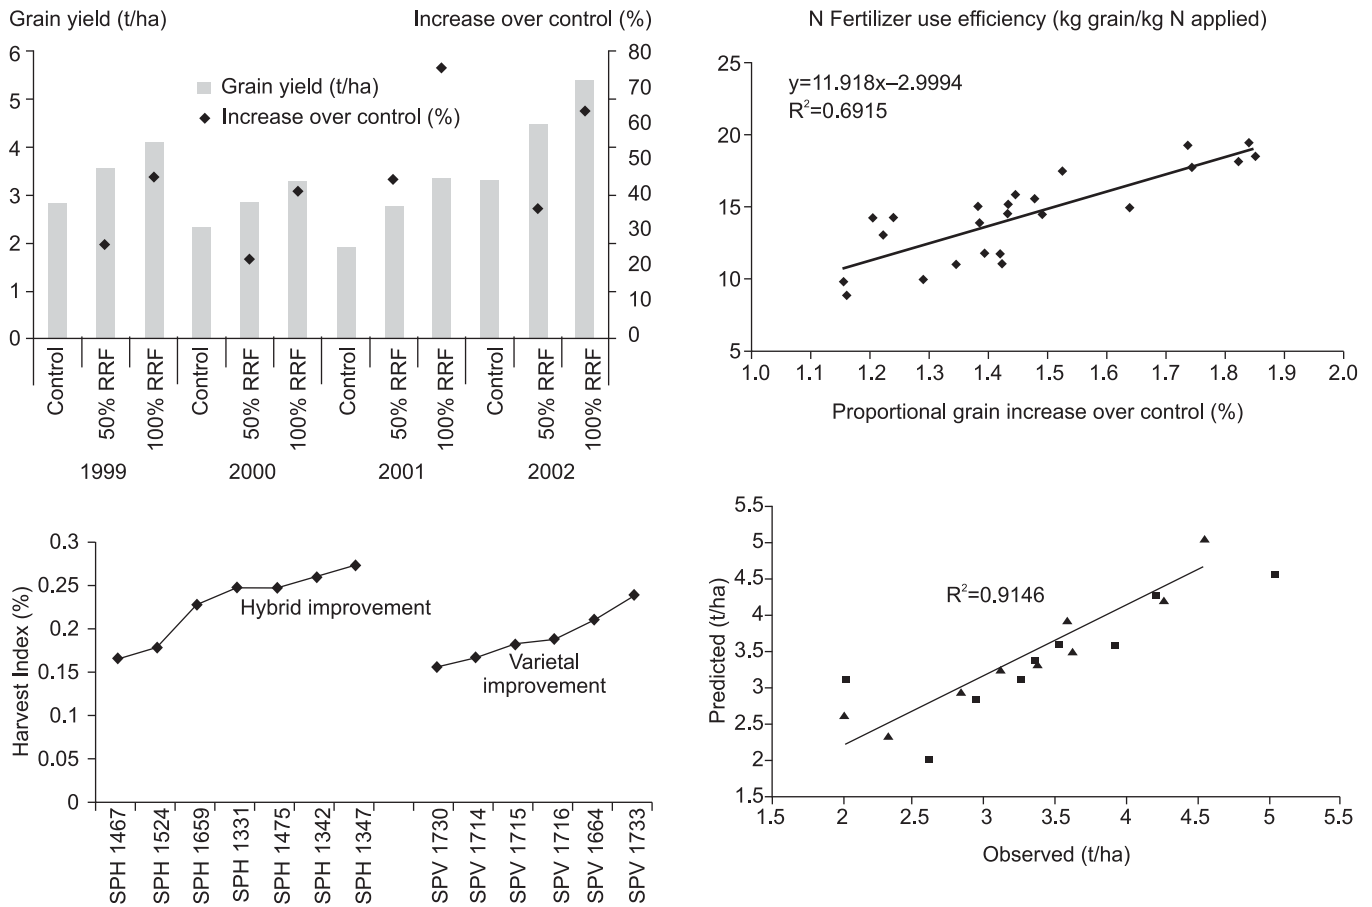 Grain yield (t/ha)
Increase over control (%)
6
5
4
3
2
1
0
80
70
60
50
40
30
20
10
0
Grain yield (t/ha)
Increase over control (%)
Control
50% RRF
100% RRF
Control
50% RRF
100% RRF
Control
50% RRF
100% RRF
Control
50% RRF
100% RRF
1999
2000
2001
2002
N Fertilizer use efficiency (kg grain/kg N applied)
25
20
15
10
5
y=11.918x–2.9994
R²=0.6915
1.0 1.1 1.2 1.3 1.4 1.5 1.6 1.7 1.8 1.9 2.0
Proportional grain increase over control (%)
Harvest Index (%)
0.3
0.25
0.2
0.15
0.1
0.05
0
Hybrid improvement
Varietal
improvement
SPH 1467
SPH 1524
SPH 1659
SPH 1331
SPH 1475
SPH 1342
SPH 1347
SPV 1730
SPV 1714
SPV 1715
SPV 1716
SPV 1664
SPV 1733
Predicted (t/ha)
5.5
5
4.5
4
3.5
3
2.5
2
1.5
R²=0.9146
1.5 2 2.5 3 3.5 4 4.5 5 5.5
Observed (t/ha)